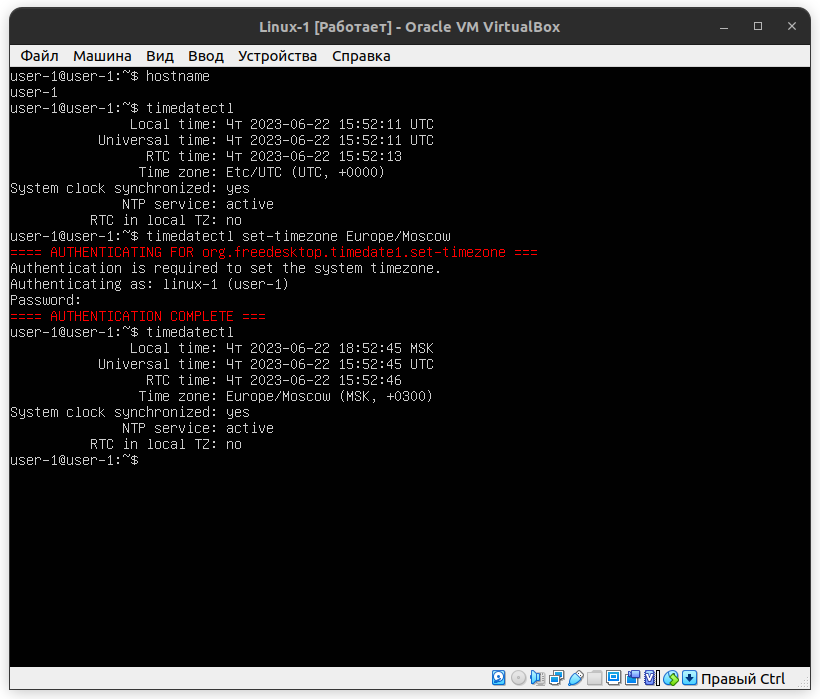 Linux-1 [Работает] - Oracle VM VirtualBox
Файл Машина Вид Ввод Устройства Справка
user-1@user-1:~$ hostname
user-1
user-1@user-1:~$ timedatectl
Local time: Чт 2023-06-22 15:52:11 UTC
Universal time: Чт 2023-06-22 15:52:11 UTC
RTC time: Чт 2023-06-22 15:52:13
Time zone: Etc/UTC (UTC, +0000)
System clock synchronized: yes
NTP service: active
RTC in local TZ: no
user-1@user-1:~$ timedatectl set-timezone Europe/Moscow
==== AUTHENTICATING FOR org.freedesktop.timedate1.set-timezone ===
Authentication is required to set the system timezone.
Authenticating as: linux-1 (user-1)
Password:
==== AUTHENTICATION COMPLETE ===
user-1@user-1:~$ timedatectl
Local time: Чт 2023-06-22 18:52:45 MSK
Universal time: Чт 2023-06-22 15:52:45 UTC
RTC time: Чт 2023-06-22 15:52:46
Time zone: Europe/Moscow (MSK, +0300)
System clock synchronized: yes
NTP service: active
RTC in local TZ: no
user-1@user-1:~$
Правый Ctrl